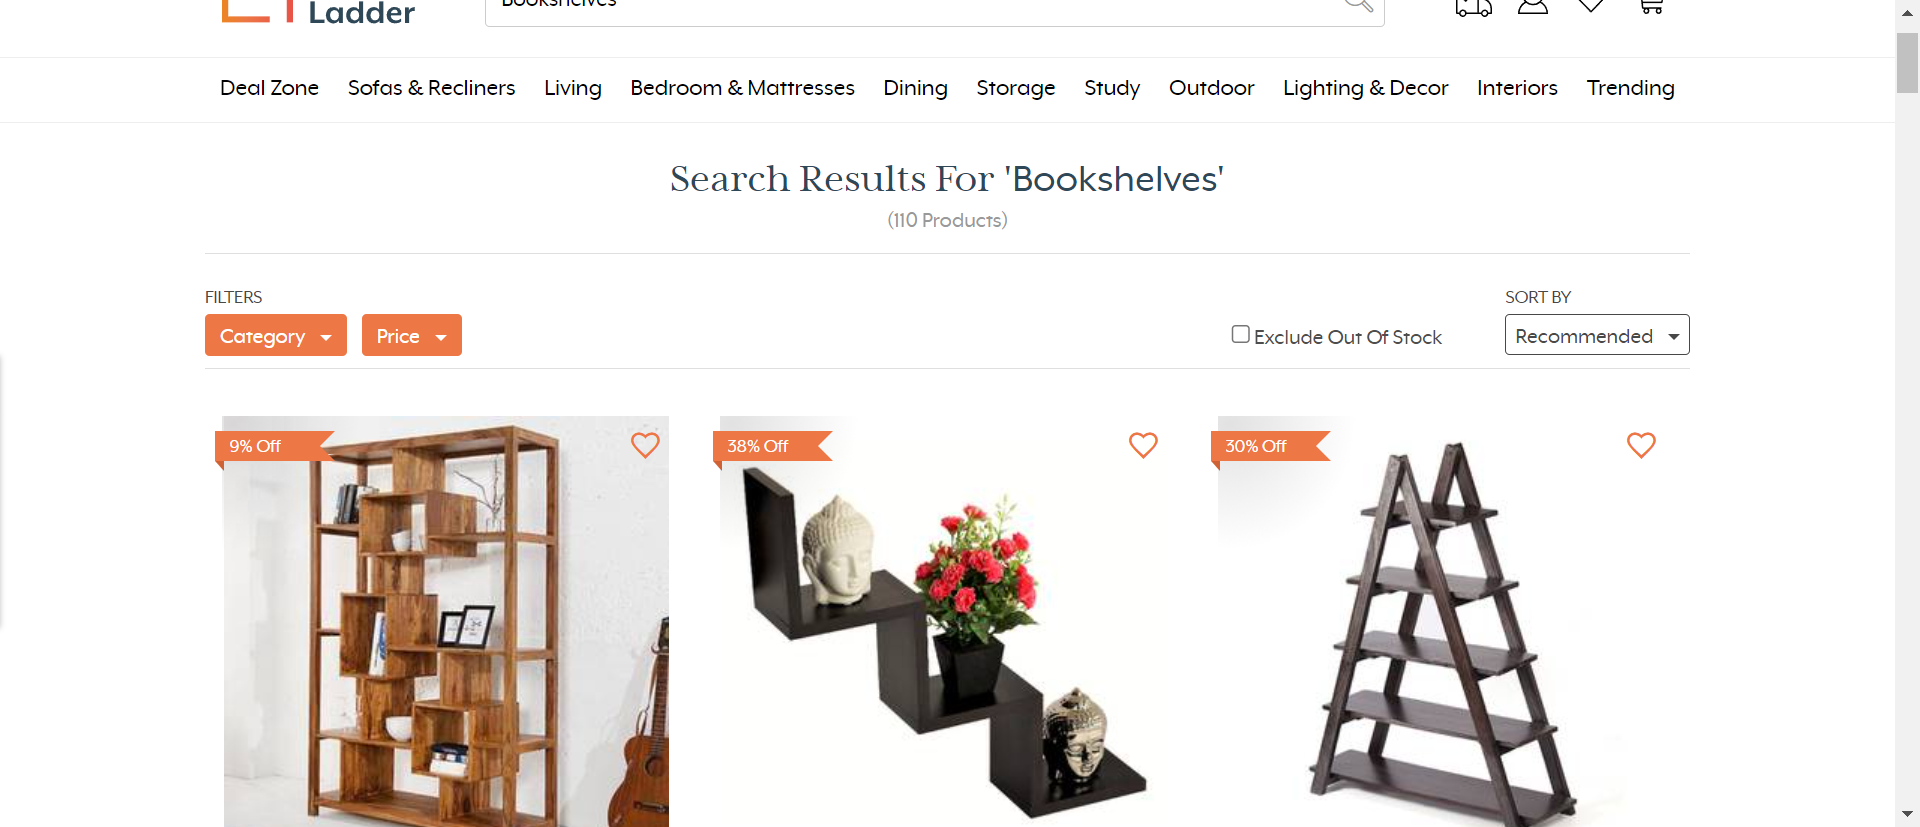 Ladder
Bookshelves
Deal Zone Sofas & Recliners Living Bedroom & Mattresses Dining Storage Study Outdoor Lighting & Decor Interiors Trending
Search Results For 'Bookshelves'
(110 Products)
FILTERS
SORT BY
Category Price Exclude Out Of Stock Recommended
9% Off 38% Off 30% Off